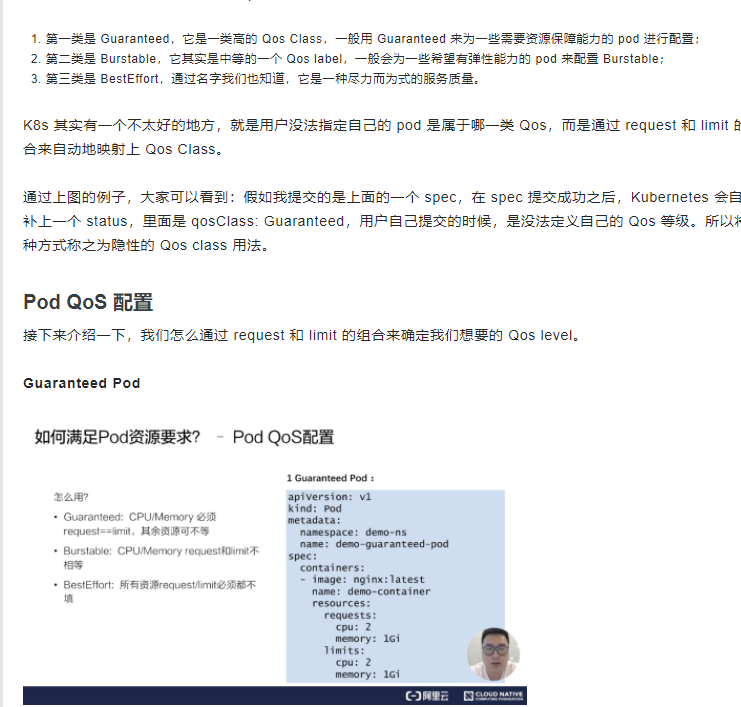 1. 第一类是 Guaranteed，它是一类高的 Qos Class，一般用 Guaranteed 来为一些需要资源保障能力的 pod 进行配置；
2. 第二类是 Burstable，它其实是中等的一个 Qos label，一般会为一些希望有弹性能力的 pod 来配置 Burstable；
3. 第三类是 BestEffort，通过名字我们也知道，它是一种尽力而为式的服务质量。
K8s 其实有一个不太好的地方，就是用户没法指定自己的 pod 是属于哪一类 Qos，而是通过 request 和 limit 的
合来自动地映射上 Qos Class。
通过上图的例子，大家可以看到：假如我提交的是上面的一个 spec，在 spec 提交成功之后，Kubernetes 会自
补上一个 status，里面是 qosClass: Guaranteed，用户自己提交的时候，是没法定义自己的 Qos 等级。所以将
种方式称之为隐性的 Qos class 用法。
Pod QoS 配置
接下来介绍一下，我们怎么通过 request 和 limit 的组合来确定我们想要的 Qos level。
Guaranteed Pod
如何满足Pod资源要求？ - Pod QoS配置
怎么用?
• Guaranteed: CPU/Memory 必须
request==limit，其余资源可不等
• Burstable: CPU/Memory request和limit不
相等
• BestEffort: 所有资源request/limit必须都不
填
1 Guaranteed Pod：
apiVersion: v1
kind: Pod
metadata:
  namespace: demo-ns
  name: demo-guaranteed-pod
spec:
  containers:
  - image: nginx:latest
    name: demo-container
    resources:
      requests:
        cpu: 2
        memory: 1Gi
      limits:
        cpu: 2
        memory: 1Gi
阿里云 CLOUD NATIVE